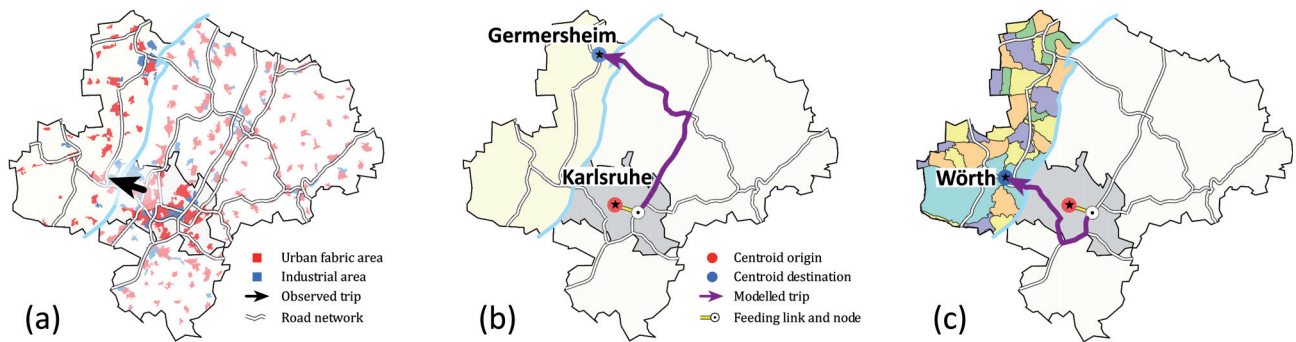 Urban fabric area
Industrial area
Observed trip
Road network
(a)
Germersheim
Karlsruhe
Centroid origin
Centroid destination
Modelled trip
Feeding link and node
(b)
Wörth
(c)